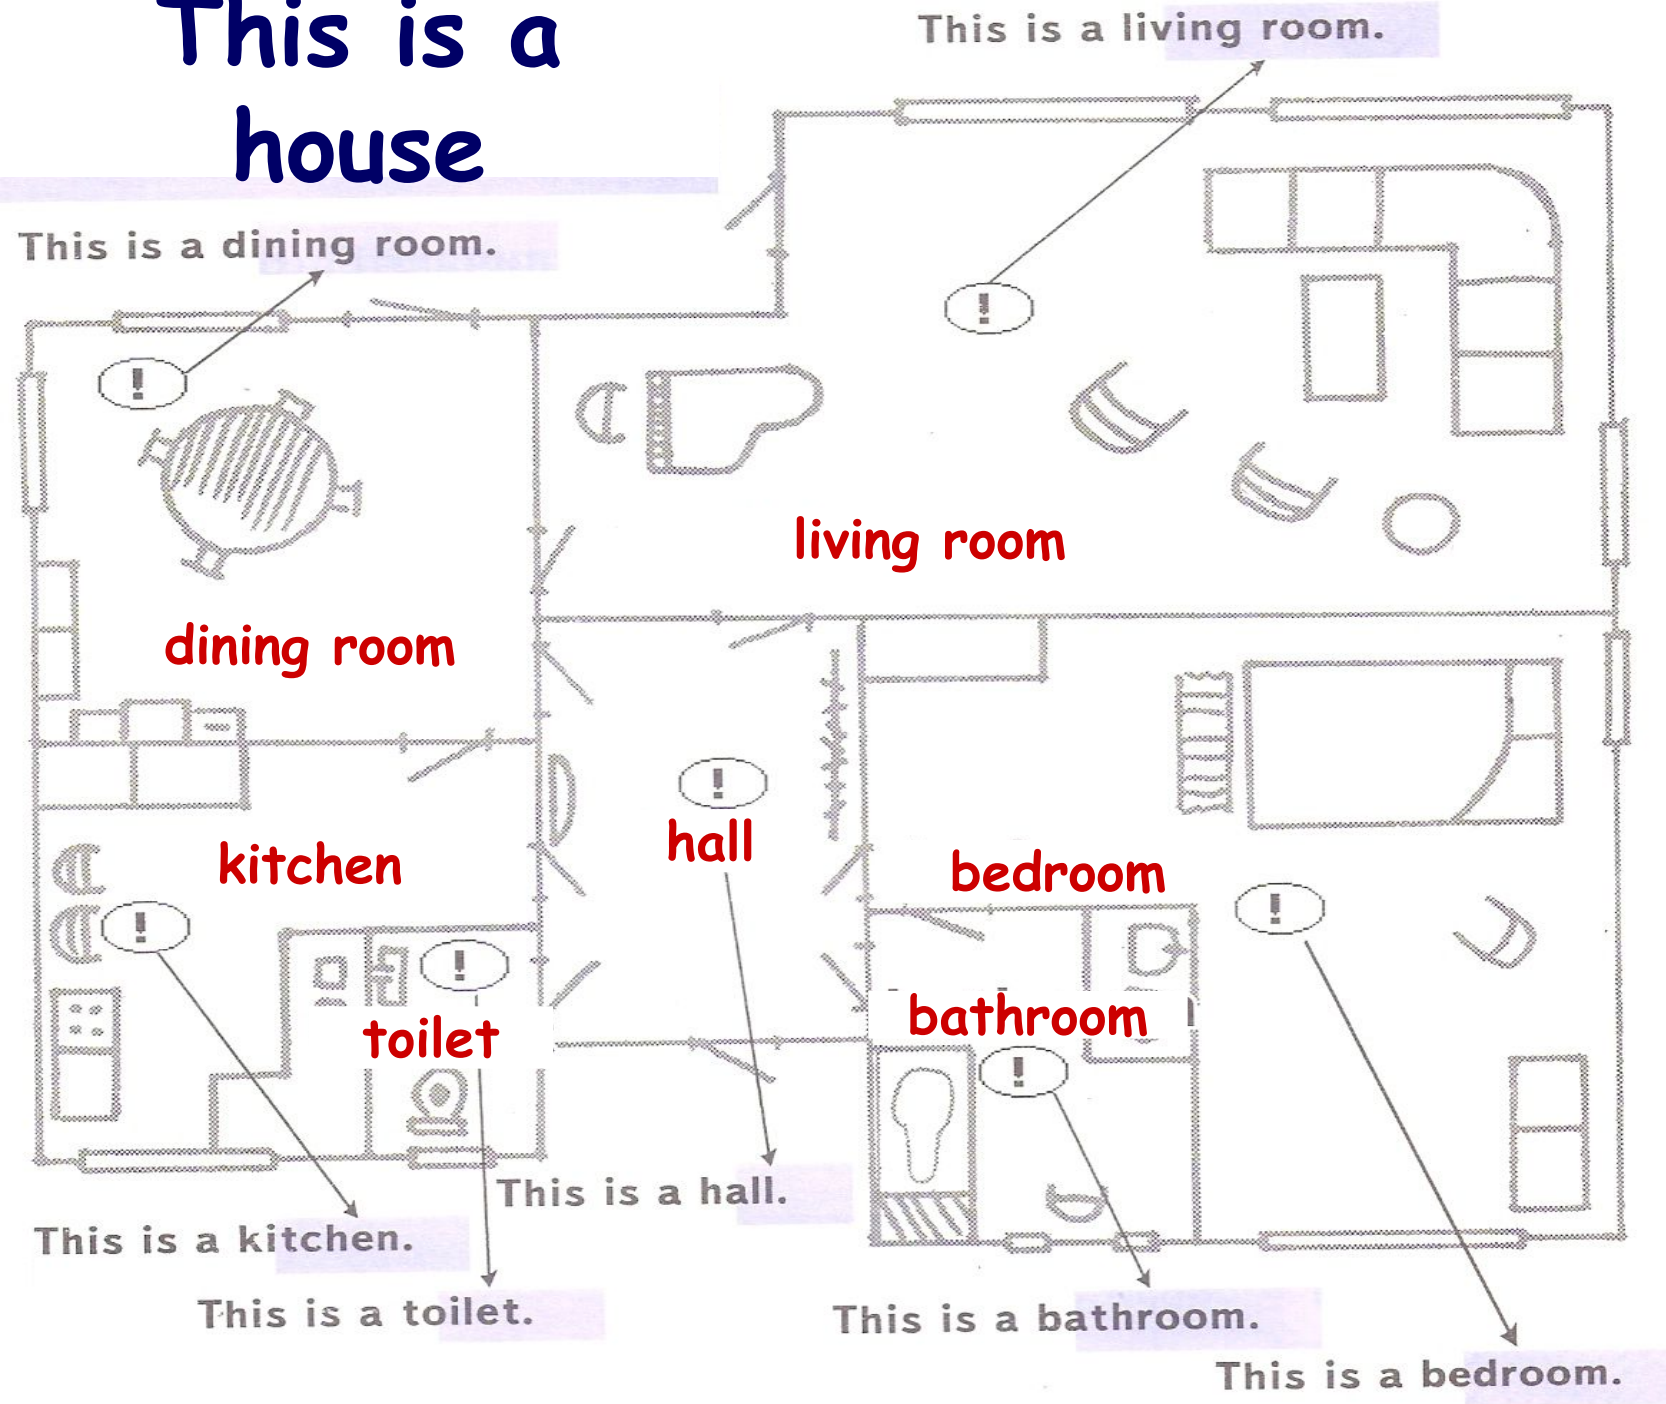 This is a
house
This is a living room.
This is a dining room.
!
!
living room
dining room
!
hall
kitchen
bedroom
!
!
!
toilet
bathroom
!
This is a hall.
This is a kitchen.
This is a toilet.
This is a bathroom.
This is a bedroom.